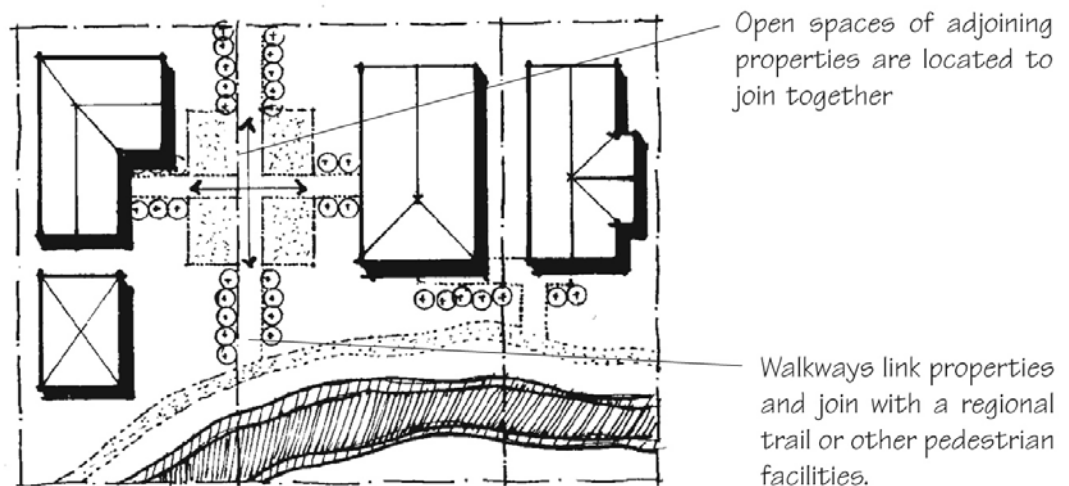 Open spaces of adjoining
properties are located to
join together
Walkways link properties
and join with a regional
trail or other pedestrian
facilities.